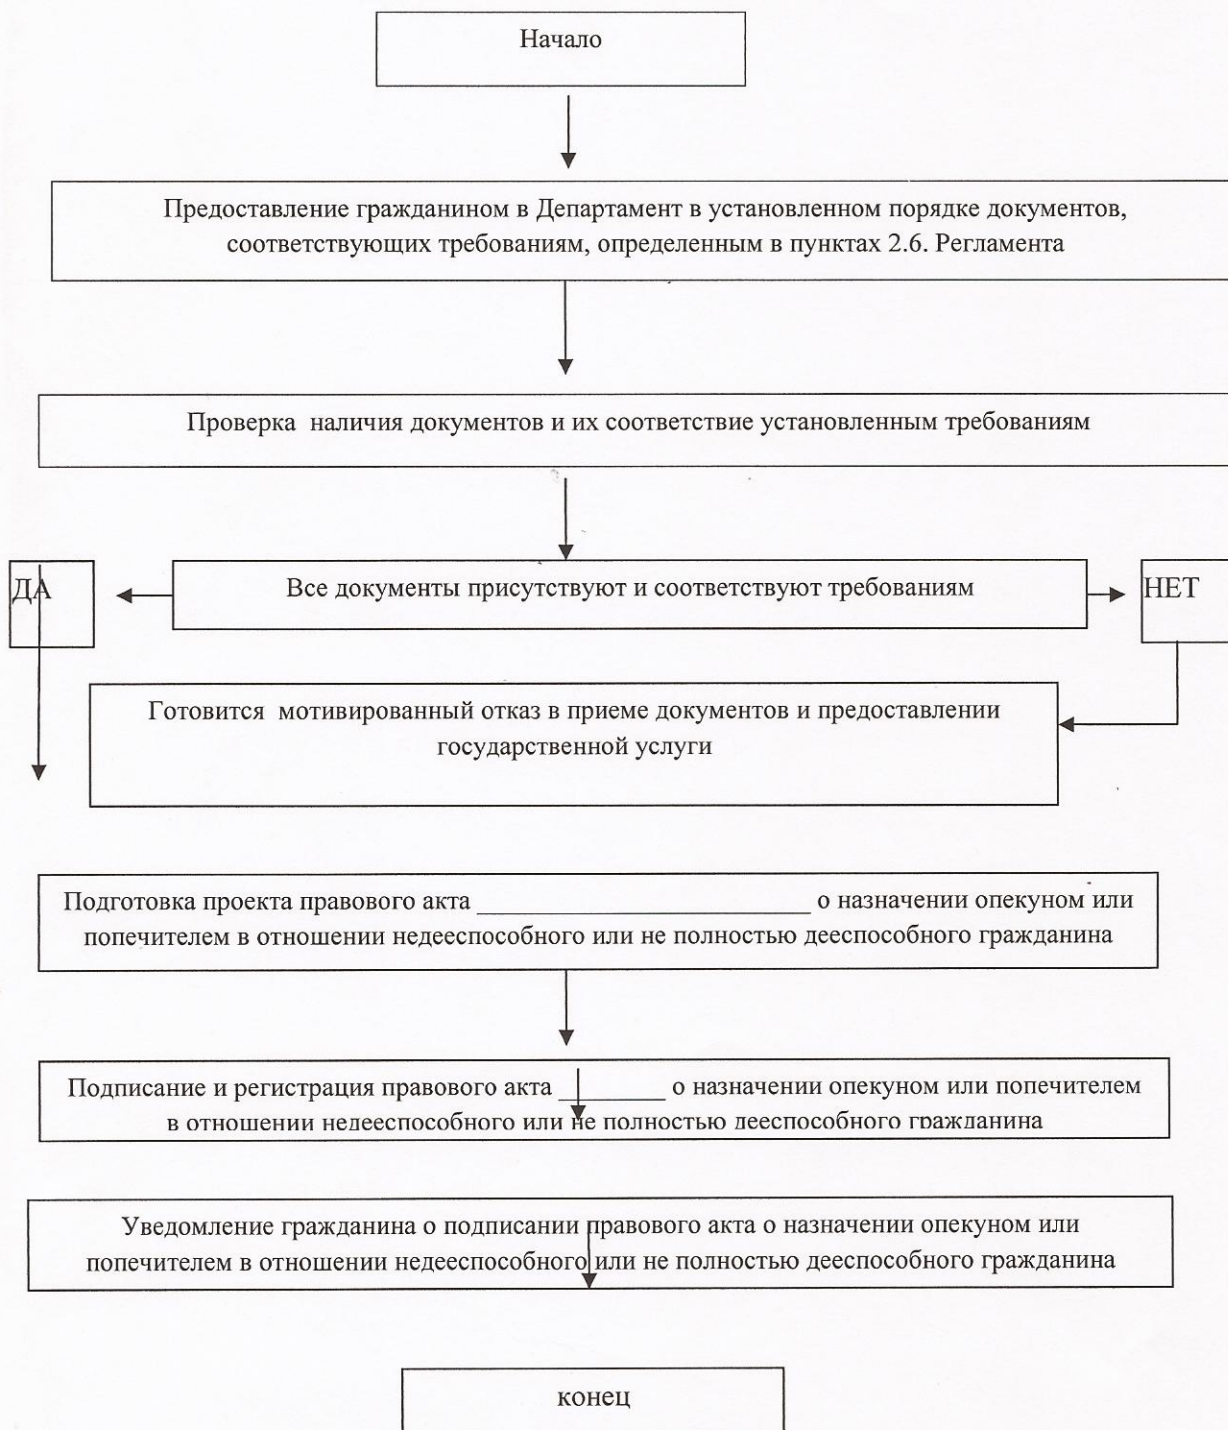 Начало
Предоставление гражданином в Департамент в установленном порядке документов,
соответствующих требованиям, определенным в пунктах 2.6. Регламента
Проверка наличия документов и их соответствие установленным требованиям
ДА
Все документы присутствуют и соответствуют требованиям
НЕТ
Готовится мотивированный отказ в приеме документов и предоставлении
государственной услуги
Подготовка проекта правового акта _________________________ о назначении опекуном или
попечителем в отношении недееспособного или не полностью дееспособного гражданина
Подписание и регистрация правового акта ________ о назначении опекуном или попечителем
в отношении недееспособного или не полностью дееспособного гражданина
Уведомление гражданина о подписании правового акта о назначении опекуном или
попечителем в отношении недееспособного или не полностью дееспособного гражданина
конец